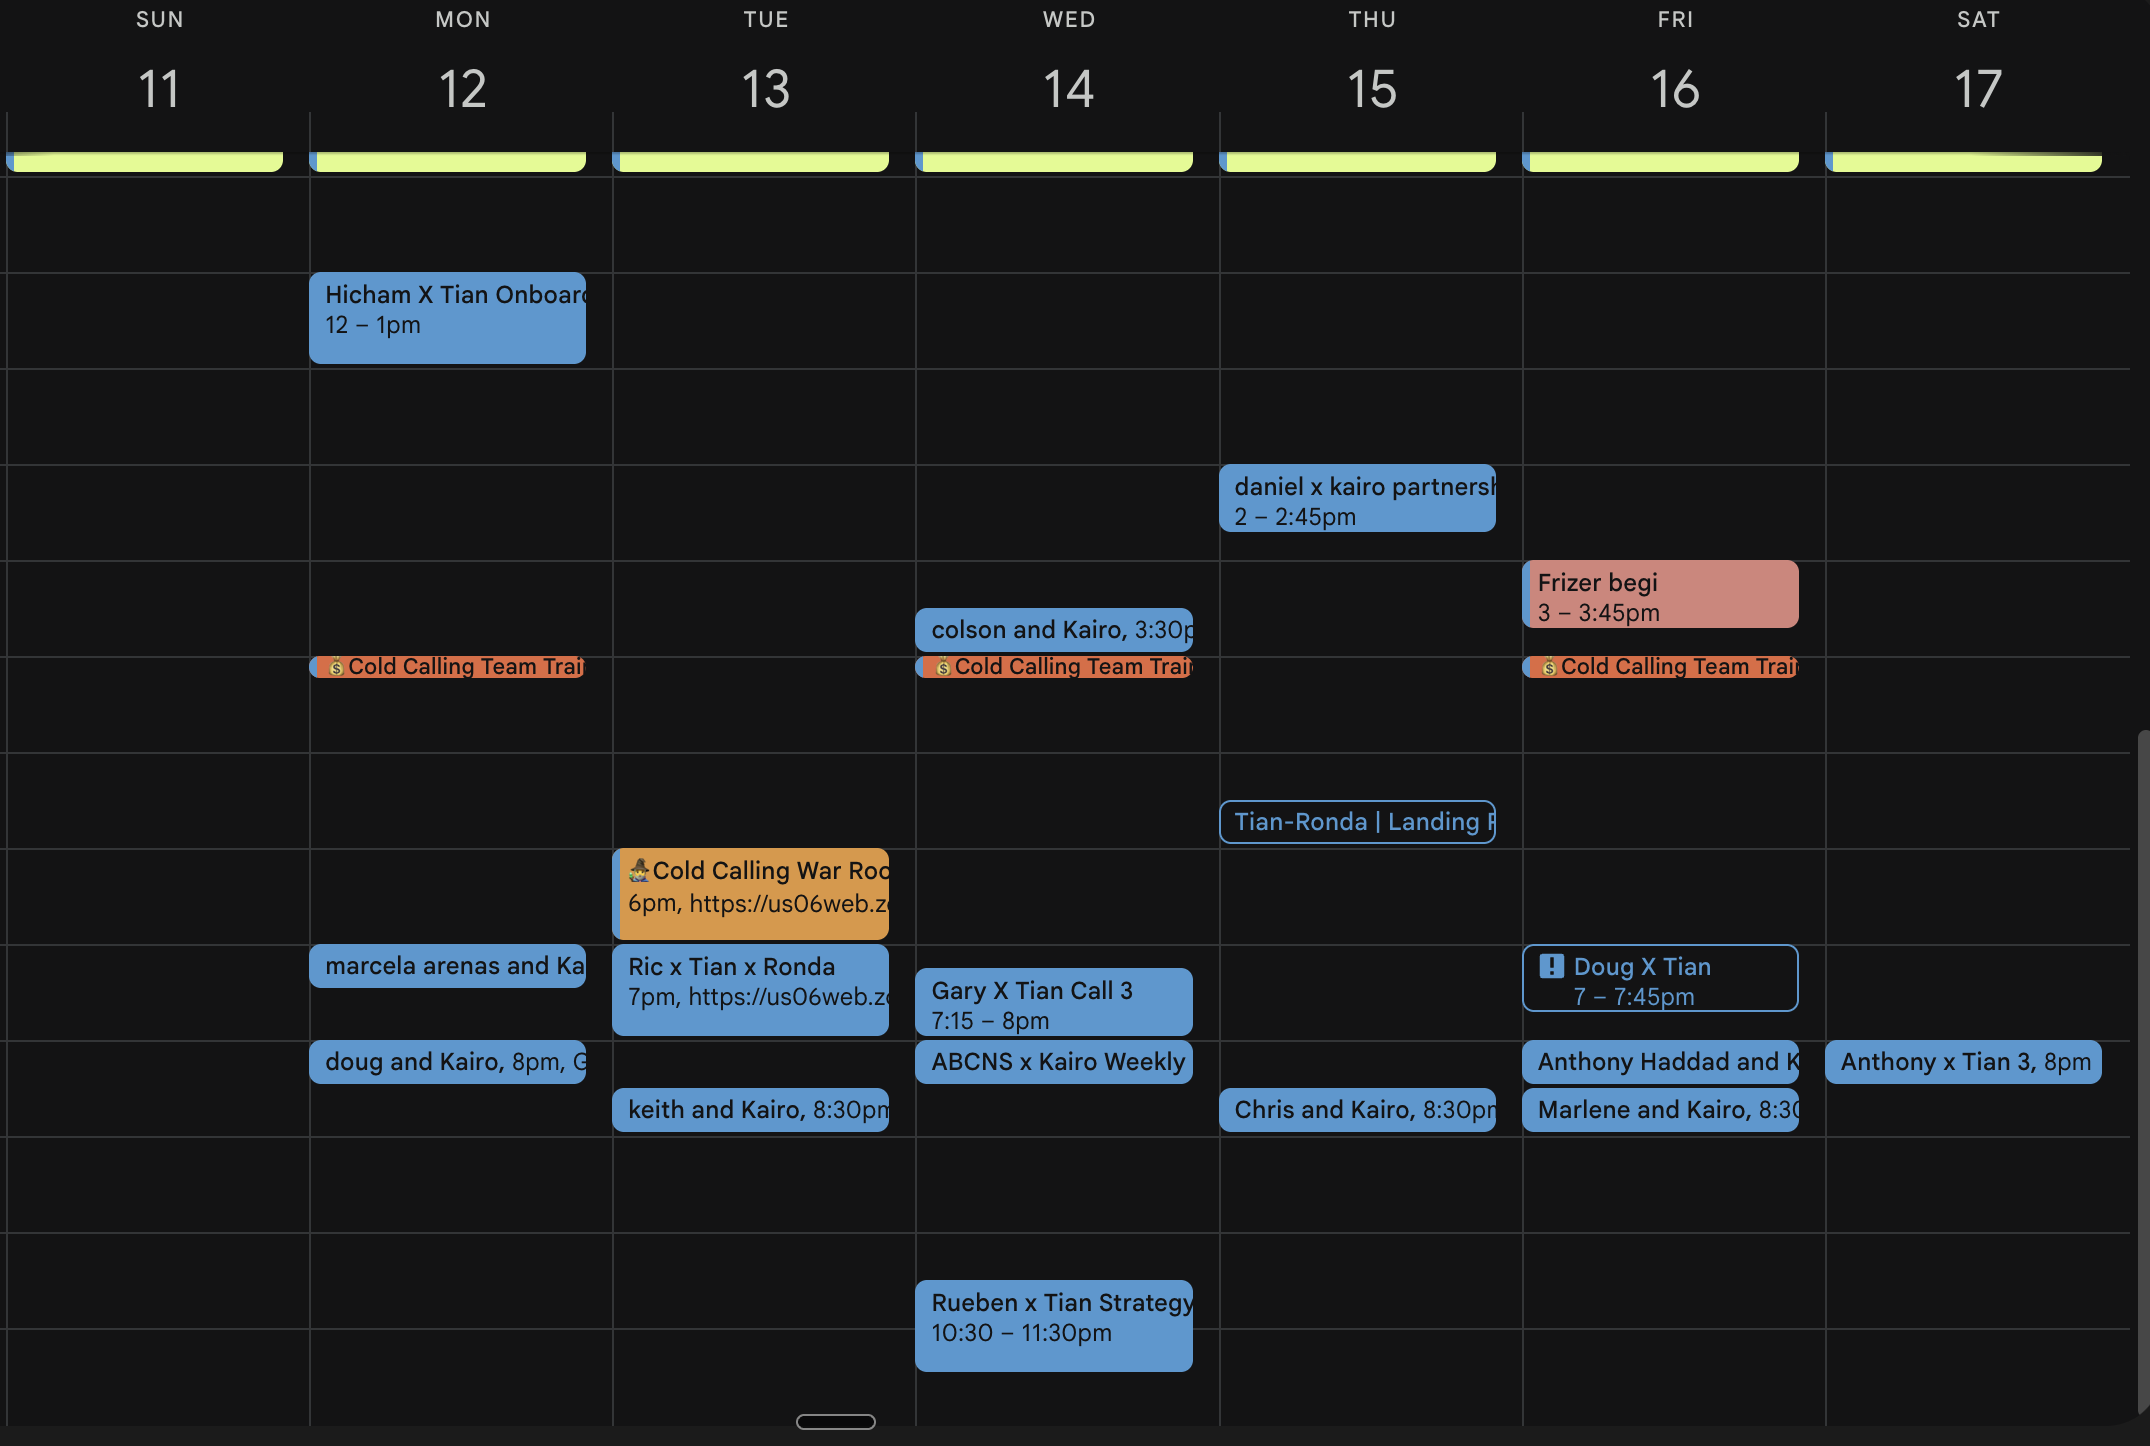 SUN
MON
TUE
WED
THU
FRI
SAT
11
12
13
14
15
16
17
Hicham X Tian Onboard
12 – 1pm
daniel x kairo partnersh
2 – 2:45pm
Frizer begi
3 – 3:45pm
colson and Kairo, 3:30p
💰Cold Calling Team Trai
💰Cold Calling Team Trai
💰Cold Calling Team Trai
Tian-Ronda | Landing P
Cold Calling War Roo
6pm, https://us06web.zo
marcela arenas and Ka
Ric x Tian x Ronda
7pm, https://us06web.zo
Gary X Tian Call 3
7:15 – 8pm
Doug X Tian
7 – 7:45pm
doug and Kairo, 8pm, G
ABCNS x Kairo Weekly
Anthony Haddad and K
Anthony x Tian 3, 8pm
keith and Kairo, 8:30pm
Chris and Kairo, 8:30pm
Marlene and Kairo, 8:30
Rueben x Tian Strategy
10:30 – 11:30pm